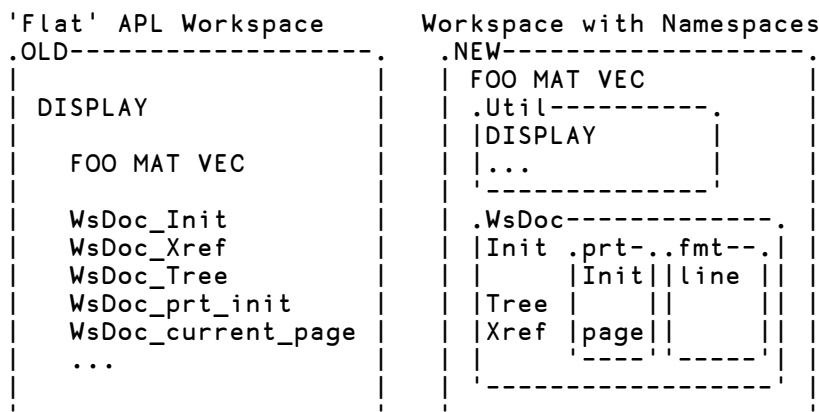 'Flat' APL Workspace      Workspace with Namespaces
.OLD-------------------.   .NEW-------------------.
|                      |   | FOO MAT VEC          |
| DISPLAY              |   | .Util----------.     |
|                      |   | |DISPLAY       |     |
|   FOO MAT VEC        |   | |...           |     |
|                      |   | '--------------'     |
|   WsDoc_Init         |   | .WsDoc-------------. |
|   WsDoc_Xref         |   | |Init .prt-..fmt--.| |
|   WsDoc_Tree         |   | |     |Init||line || |
|   WsDoc_prt_init     |   | |Tree |    ||     || |
|   WsDoc_current_page |   | |Xref |page||     || |
|   ...                |   | |     '----''-----'| |
|                      |   | '------------------' |
'                      '   '                      '